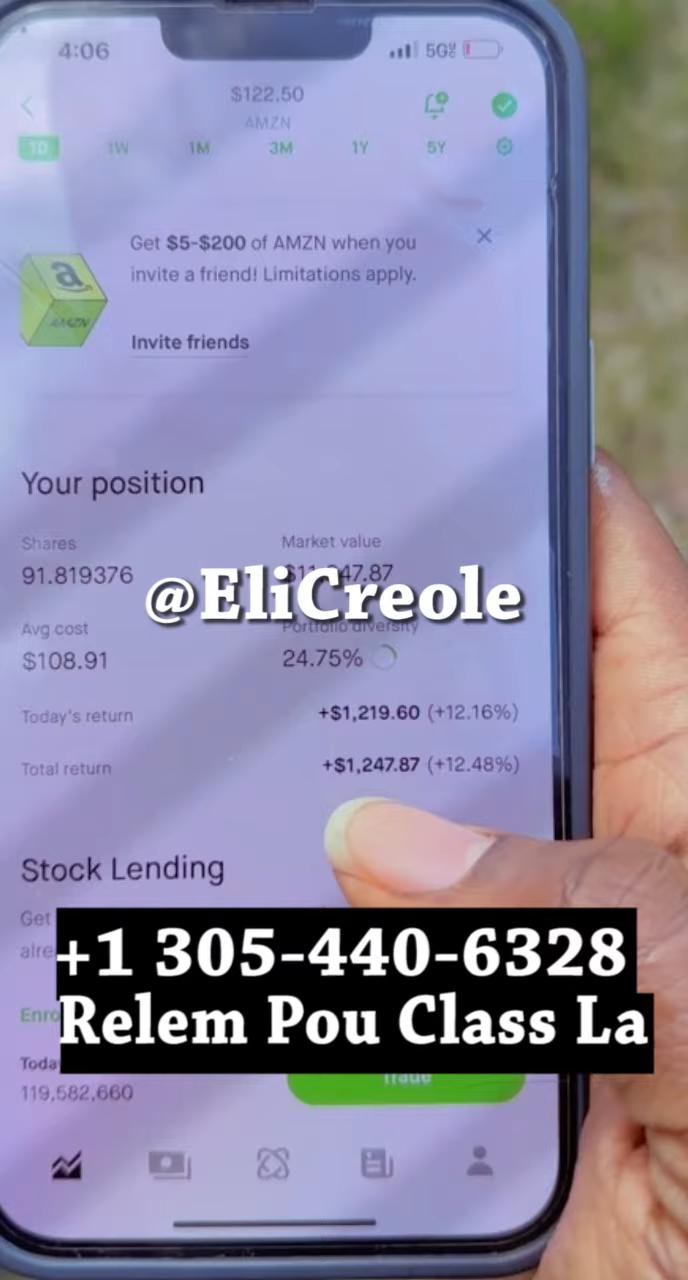 4:06
5G
$122.50
AMZN
1D 1W 1M 3M 1Y 5Y
Get $5-$200 of AMZN when you
invite a friend! Limitations apply.
a
AMZN
Invite friends
Your position
Shares Market value
91.819376
@EliCreole
Avg cost Portfolio diversity
$108.91 24.75%
Today's return +$1,219.60 (+12.16%)
Total return +$1,247.87 (+12.48%)
Stock Lending
Get
+1 305-440-6328
Relem Pou Class La
Trade
119,582,660